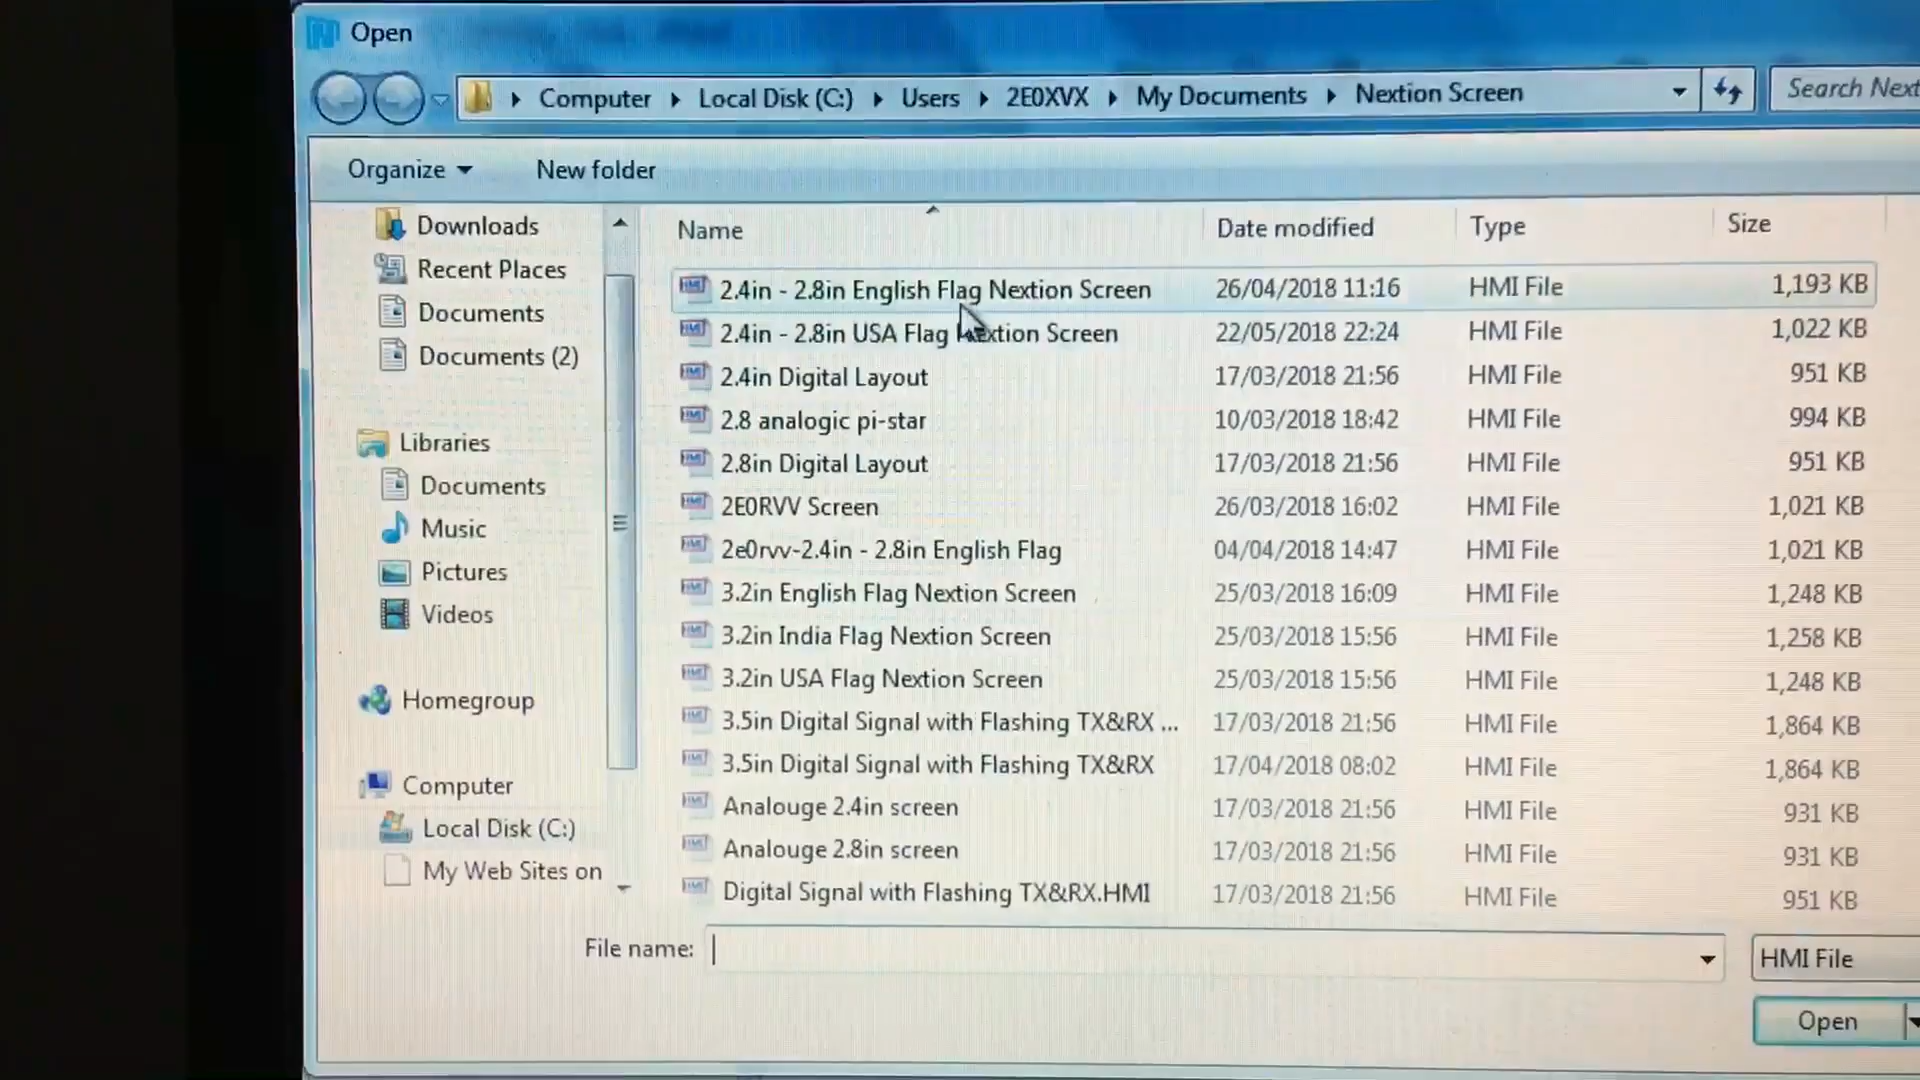 Open
Computer Local Disk (C:) Users 2E0XVX My Documents Nextion Screen
Search Next
Organize New folder
Name Date modified Type Size
Downloads
Recent Places
Documents
Documents (2)
Libraries
Documents
Music
Pictures
Videos
Homegroup
Computer
Local Disk (C:)
My Web Sites on
2.4in - 2.8in English Flag Nextion Screen 26/04/2018 11:16 HMI File 1,193 KB
2.4in - 2.8in USA Flag Nextion Screen 22/05/2018 22:24 HMI File 1,022 KB
2.4in Digital Layout 17/03/2018 21:56 HMI File 951 KB
2.8 analogic pi-star 10/03/2018 18:42 HMI File 994 KB
2.8in Digital Layout 17/03/2018 21:56 HMI File 951 KB
2E0RVV Screen 26/03/2018 16:02 HMI File 1,021 KB
2e0rvv-2.4in - 2.8in English Flag 04/04/2018 14:47 HMI File 1,021 KB
3.2in English Flag Nextion Screen 25/03/2018 16:09 HMI File 1,248 KB
3.2in India Flag Nextion Screen 25/03/2018 15:56 HMI File 1,258 KB
3.2in USA Flag Nextion Screen 25/03/2018 15:56 HMI File 1,248 KB
3.5in Digital Signal with Flashing TX&RX ... 17/03/2018 21:56 HMI File 1,864 KB
3.5in Digital Signal with Flashing TX&RX 17/04/2018 08:02 HMI File 1,864 KB
Analouge 2.4in screen 17/03/2018 21:56 HMI File 931 KB
Analouge 2.8in screen 17/03/2018 21:56 HMI File 931 KB
Digital Signal with Flashing TX&RX.HMI 17/03/2018 21:56 HMI File 951 KB
File name:
HMI File
Open